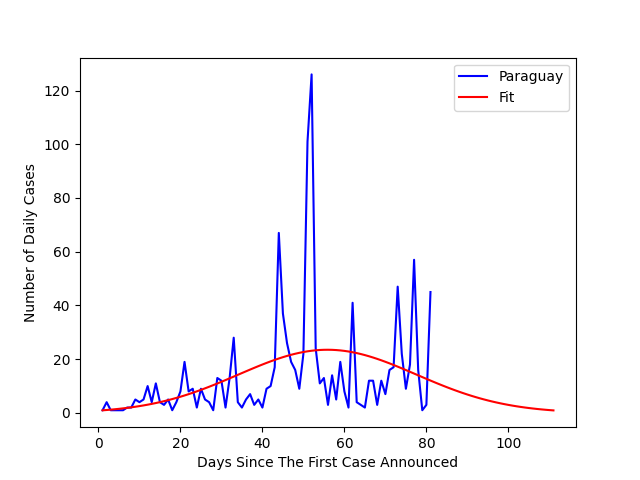 Paraguay
Fit
120
100
80
60
40
20
0
Number of Daily Cases
0 20 40 60 80 100
Days Since The First Case Announced